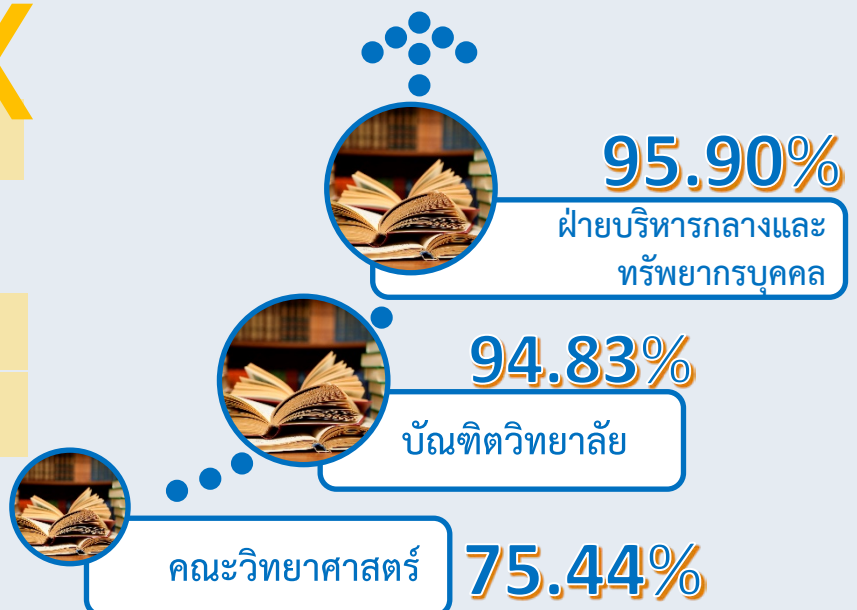 95.90%
ฝ่ายบริหารกลางและ
ทรัพยากรบุคคล
94.83%
บัณฑิตวิทยาลัย
คณะวิทยาศาสตร์ 75.44%